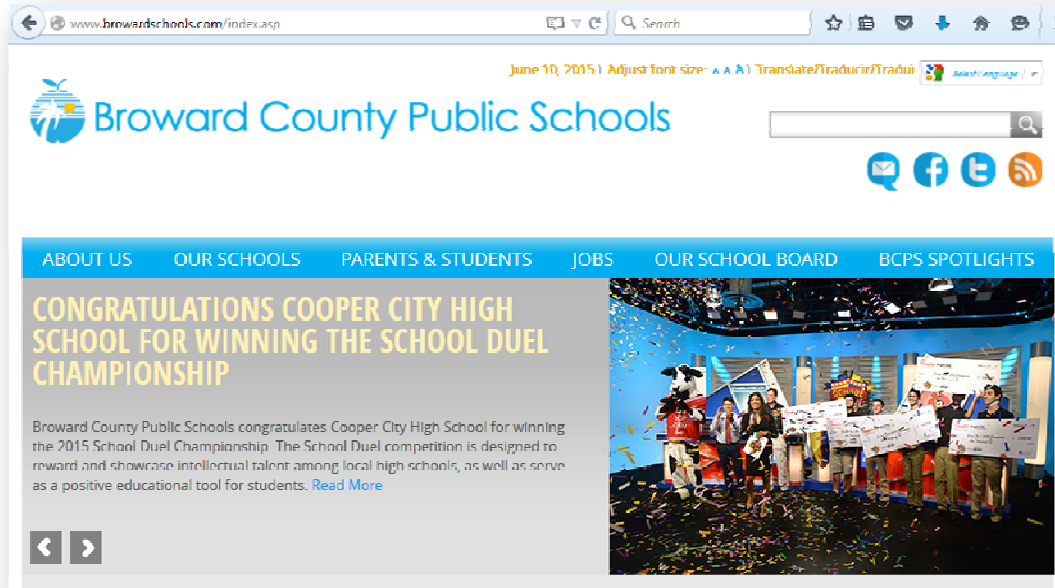 www.browardschools.com/index.asp
Search
June 10, 2015 | Adjust font size: A A A | Translate/Traducir/Tradui
Select Language
Broward County Public Schools
ABOUT US OUR SCHOOLS PARENTS & STUDENTS JOBS OUR SCHOOL BOARD BCPS SPOTLIGHTS
CONGRATULATIONS COOPER CITY HIGH
SCHOOL FOR WINNING THE SCHOOL DUEL
CHAMPIONSHIP
Broward County Public Schools congratulates Cooper City High School for winning
the 2015 School Duel Championship. The School Duel competition is designed to
reward and showcase intellectual talent among local high schools, as well as serve
as a positive educational tool for students. Read More